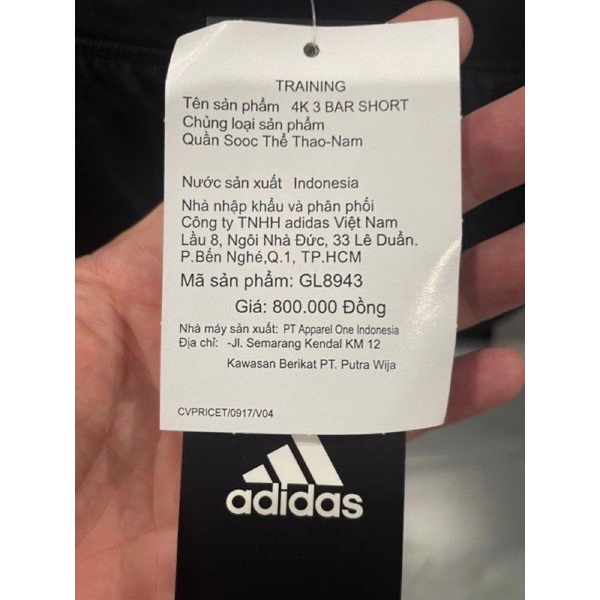 TRAINING
Tên sản phẩm 4K 3 BAR SHORT
Chủng loại sản phẩm
Quần Sooc Thể Thao-Nam
Nước sản xuất Indonesia
Nhà nhập khẩu và phân phối
Công ty TNHH adidas Việt Nam
Lầu 8, Ngôi Nhà Đức, 33 Lê Duẩn.
P.Bến Nghé,Q.1, TP.HCM
Mã sản phẩm: GL8943
Giá: 800.000 Đồng
Nhà máy sản xuất: PT Apparel One Indonesia
Địa chỉ: -Jl. Semarang Kendal KM 12
Kawasan Berikat PT. Putra Wija
CVPRICET/0917/V04
adidas